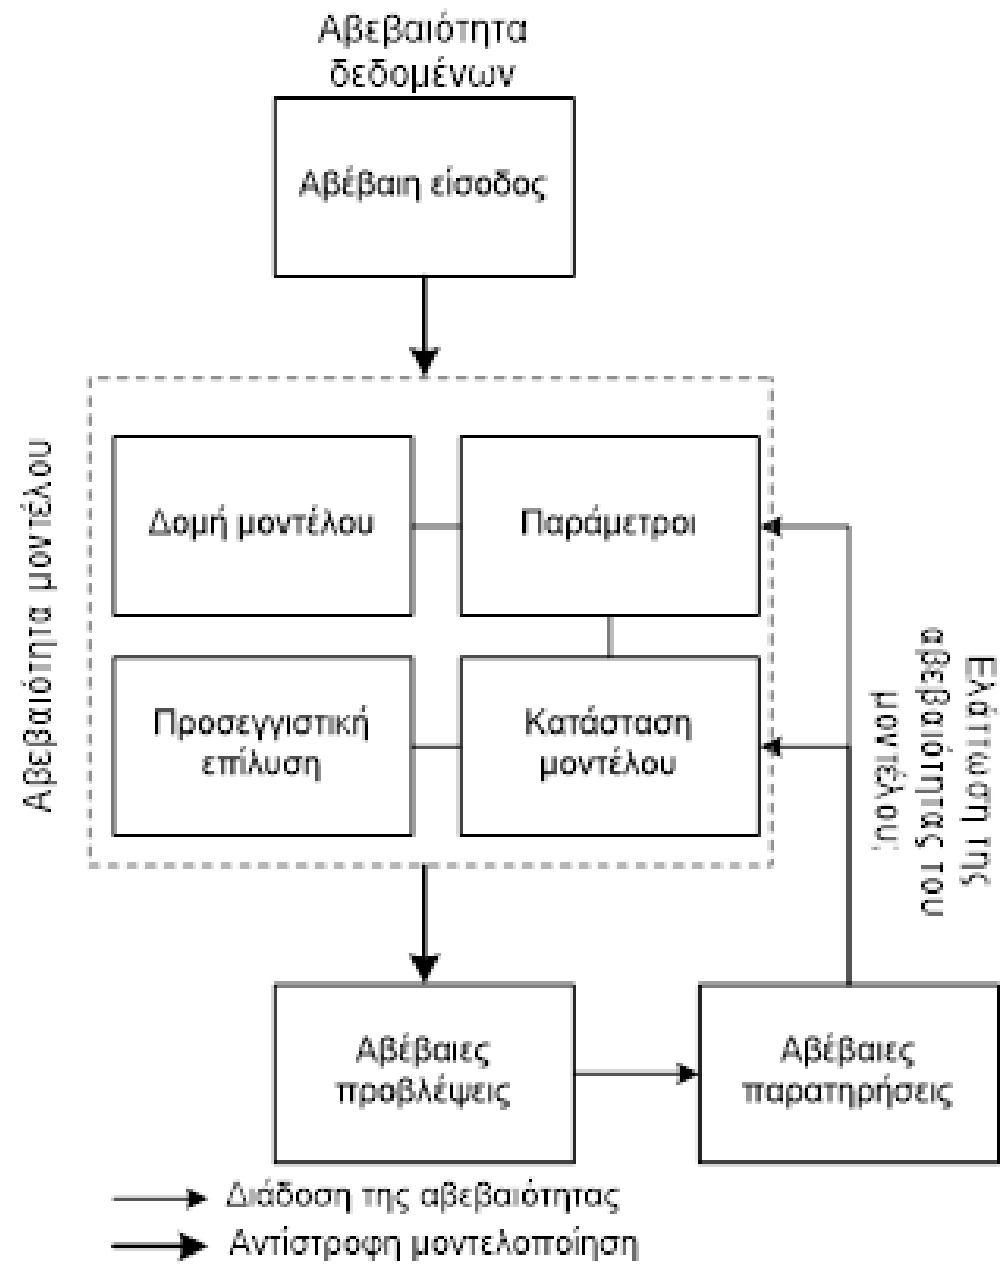 Αβεβαιότητα
δεδομένων
Αβέβαιη είσοδος
Αβεβαιότητα μοντέλου
Δομή μοντέλου
Παράμετροι
Προσεγγιστική
επίλυση
Κατάσταση
μοντέλου
Ελάττωση της
αβεβαιότητας του
μοντέλου;
Αβέβαιες
προβλέψεις
Αβέβαιες
παρατηρήσεις
Διάδοση της αβεβαιότητας
Αντίστροφη μοντελοποίηση